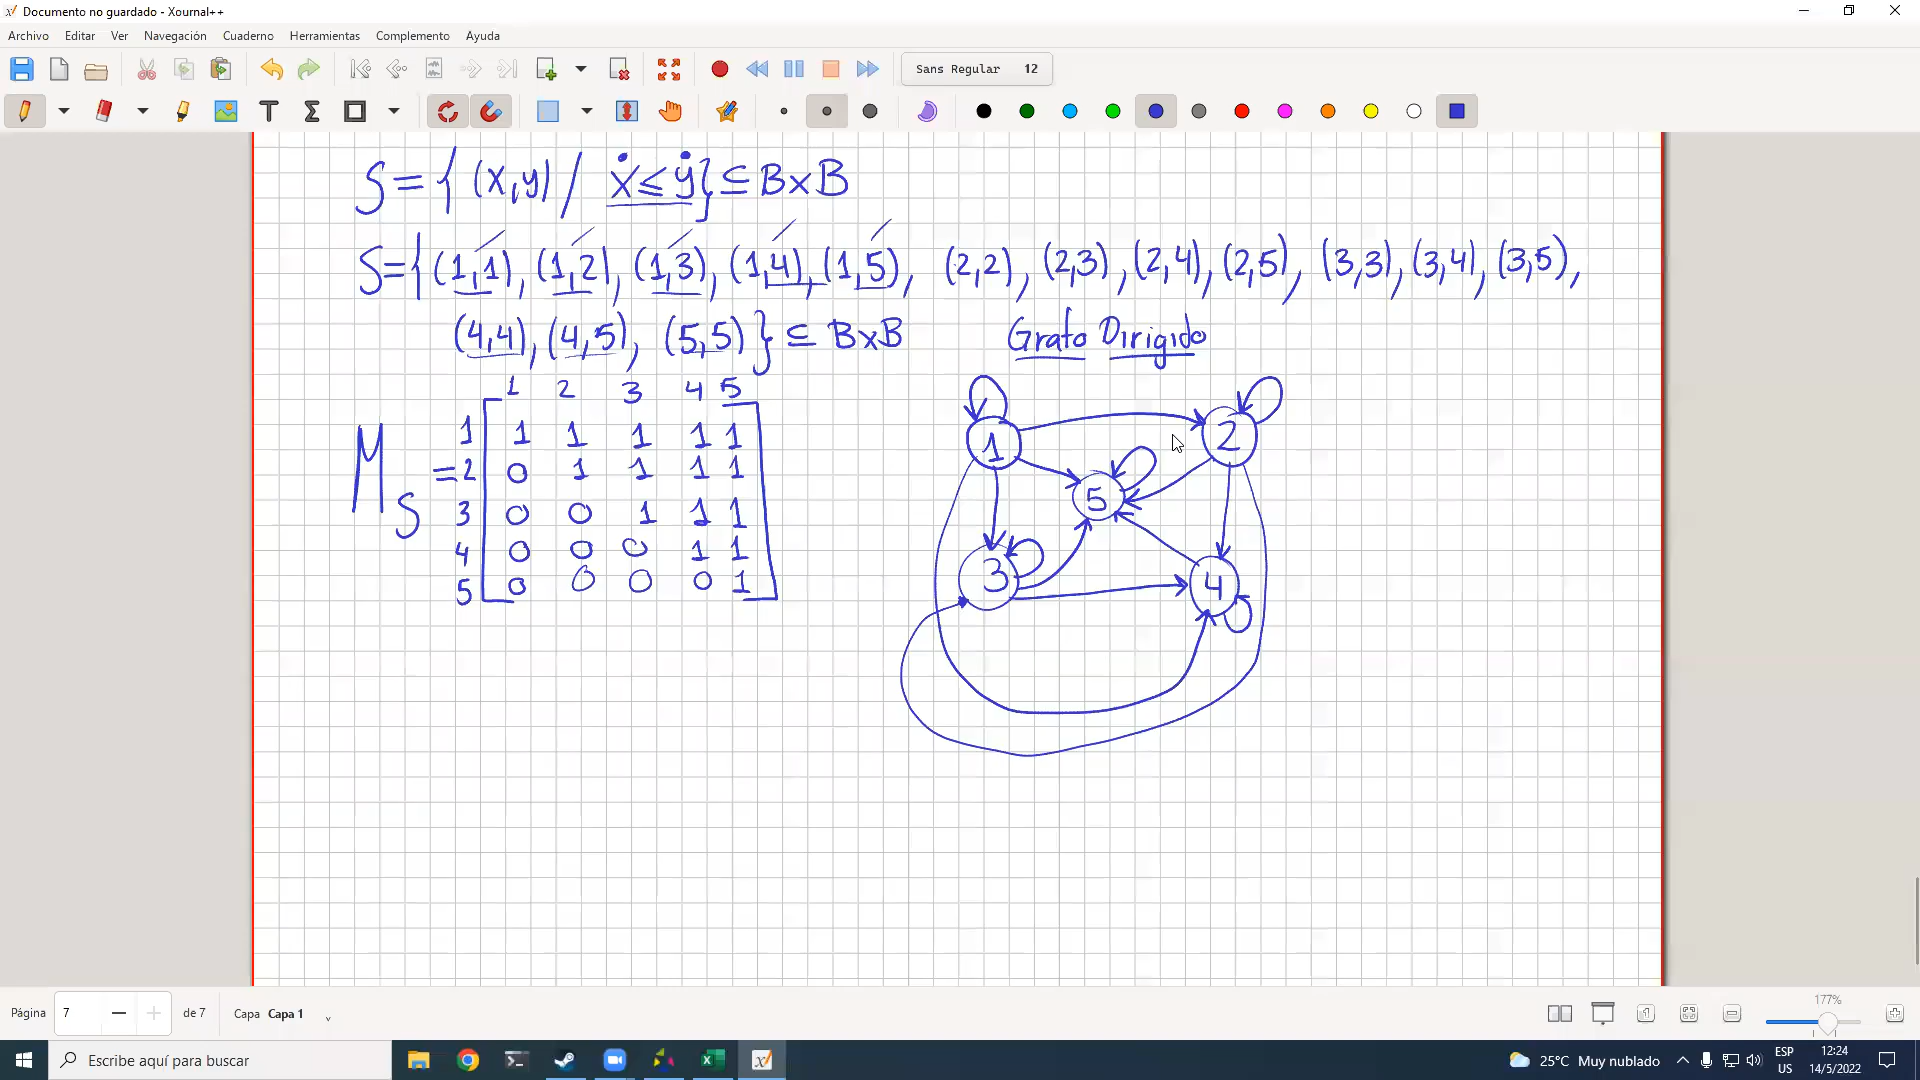 Documento no guardado - Xournal++
Archivo Editar Ver Navegación Cuaderno Herramientas Complemento Ayuda
Sans Regular 12
S={ (x,y) / x≤y} ⊆ B×B
S={(1,1), (1,2), (1,3), (1,4), (1,5), (2,2), (2,3), (2,4), (2,5), (3,3), (3,4), (3,5),
(4,4), (4,5), (5,5)} ⊆ B×B
Grafo Dirigido
1 2 3 4 5
1 1 1 1 1 1
M S = 2 0 1 1 1 1
3 0 0 1 1 1
4 0 0 0 1 1
5 0 0 0 0 1
1 2
5
3 4
Página 7 de 7 Capa Capa 1
177%
Escribe aquí para buscar
25°C Muy nublado
ESP
US
12:24
14/5/2022